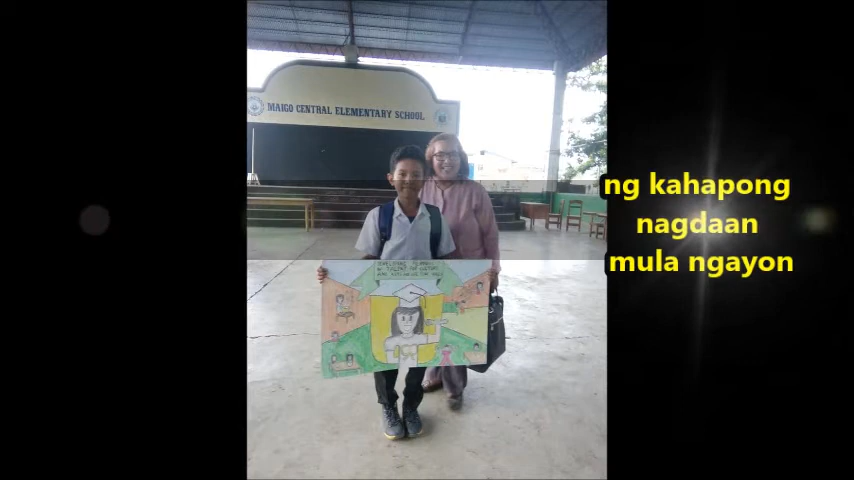 MAIGO CENTRAL ELEMENTARY SCHOOL
ng kahapong
nagdaan
mula ngayon